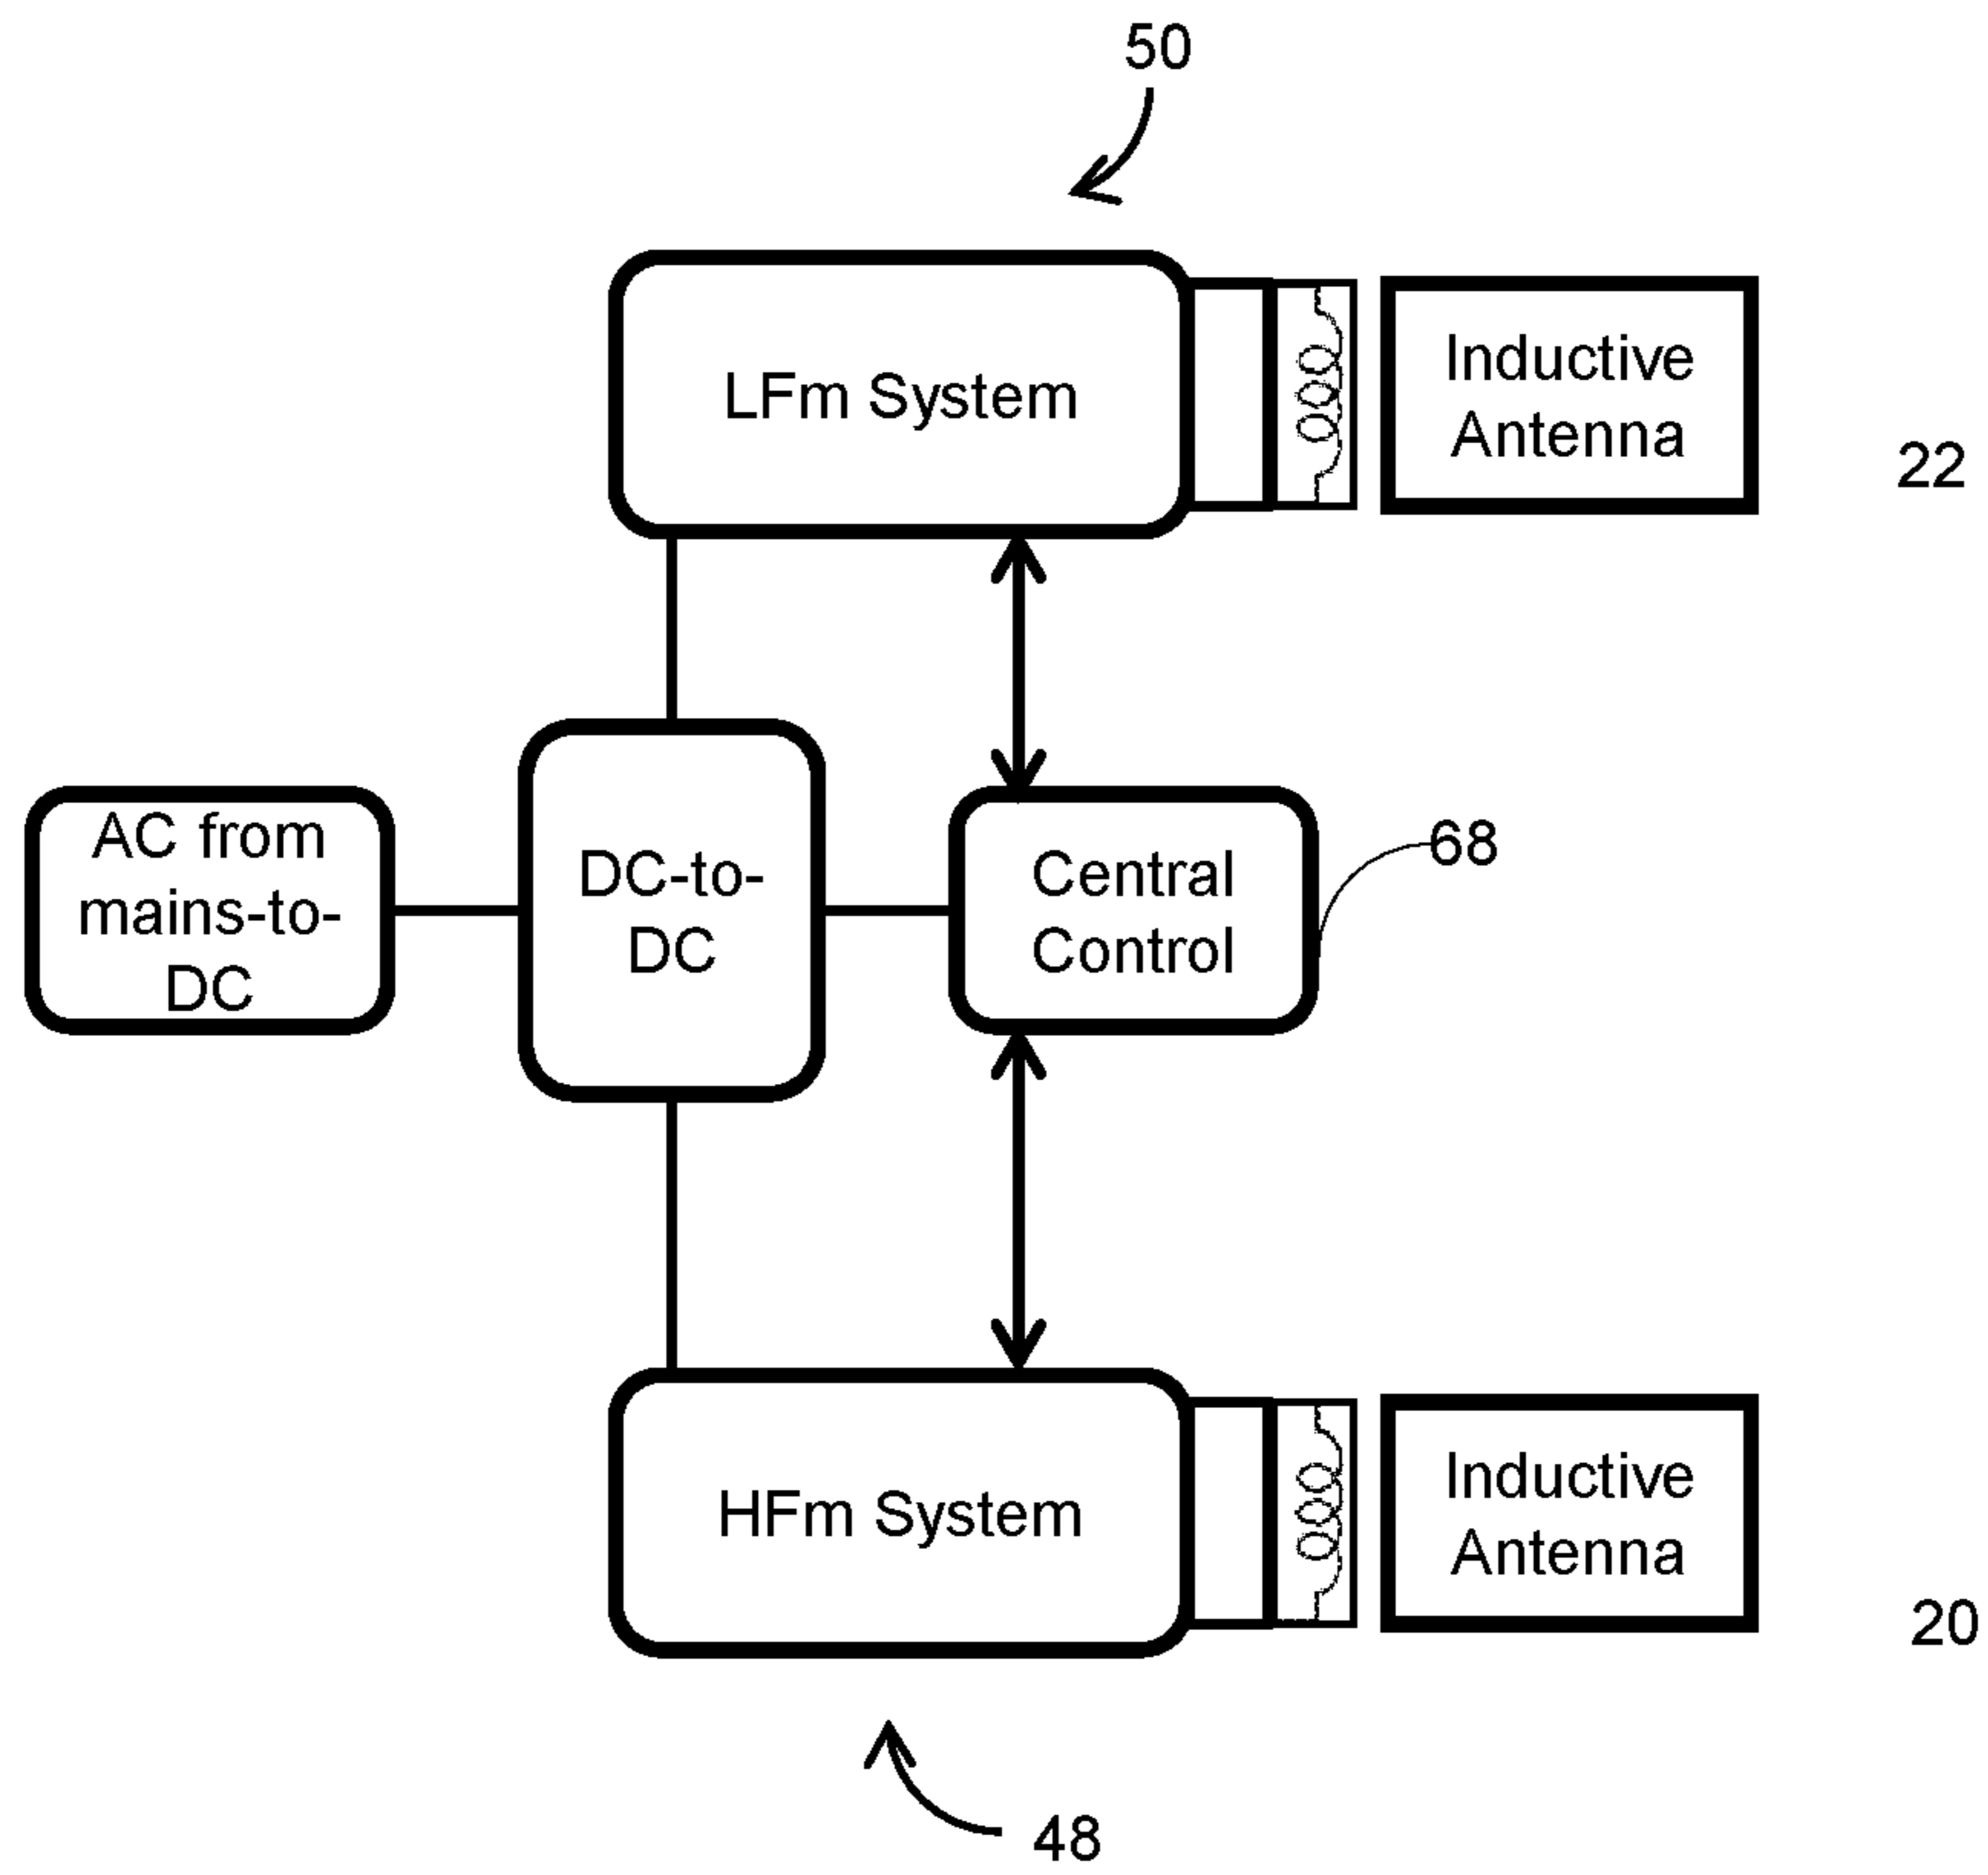 50
LFm System
Inductive
Antenna
22
AC from
mains-to-
DC
DC-to-
DC
Central
Control
68
HFm System
Inductive
Antenna
20
48